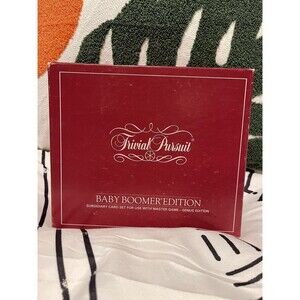 Trivial Pursuit
BABY BOOMER EDITION
SUBSIDIARY CARD SET FOR USE WITH MASTER GAME – GENUS EDITION